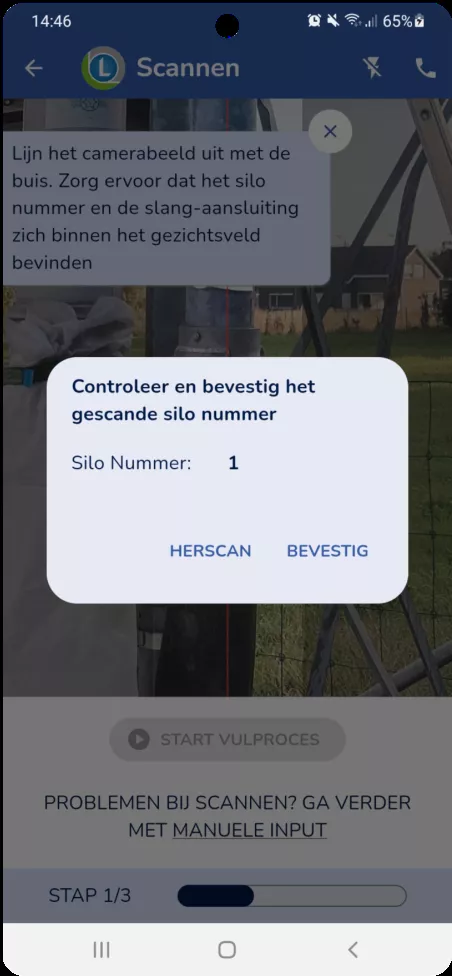 14:46
65%
L
Scannen
Lijn het camerabeeld uit met de
buis. Zorg ervoor dat het silo
nummer en de slang-aansluiting
zich binnen het gezichtsveld
bevinden
Controleer en bevestig het
gescande silo nummer
Silo Nummer: 1
HERSCAN BEVESTIG
START VULPROCES
PROBLEMEN BIJ SCANNEN? GA VERDER
MET MANUELE INPUT
STAP 1/3